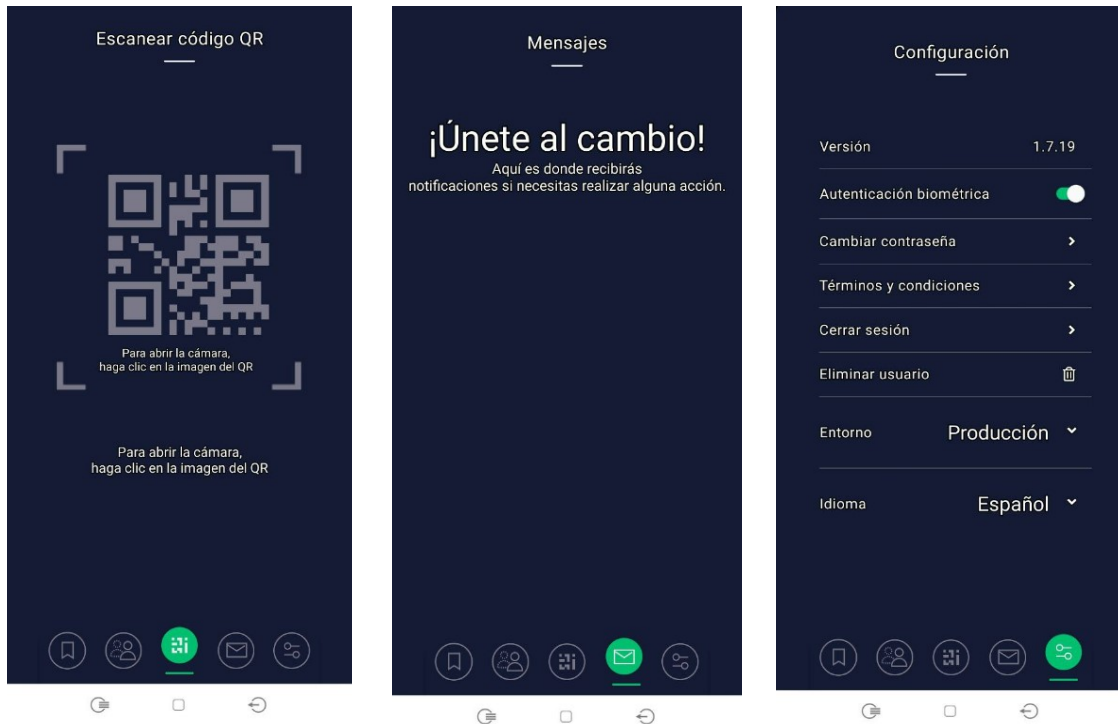 Escanear código QR
Para abrir la cámara,
haga clic en la imagen del QR
Para abrir la cámara,
haga clic en la imagen del QR
Mensajes
¡Únete al cambio!
Aquí es donde recibirás
notificaciones si necesitas realizar alguna acción.
Configuración
Versión 1.7.19
Autenticación biométrica
Cambiar contraseña
Términos y condiciones
Cerrar sesión
Eliminar usuario
Entorno Producción
Idioma Español